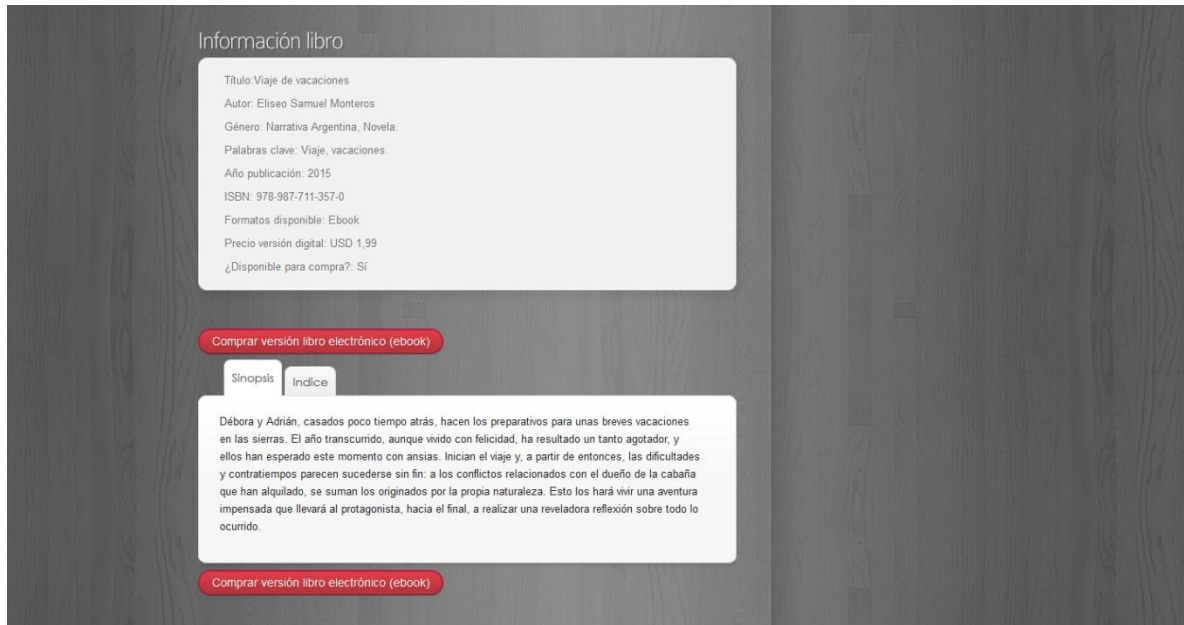 Información libro
Título:Viaje de vacaciones
Autor: Eliseo Samuel Monteros
Género: Narrativa Argentina, Novela.
Palabras clave: Viaje, vacaciones.
Año publicación: 2015
ISBN: 978-987-711-357-0
Formatos disponible: Ebook
Precio versión digital: USD 1,99
¿Disponible para compra?: Sí
Comprar versión libro electrónico (ebook)
Sinopsis Indice
Débora y Adrián, casados poco tiempo atrás, hacen los preparativos para unas breves vacaciones
en las sierras. El año transcurrido, aunque vivido con felicidad, ha resultado un tanto agotador, y
ellos han esperado este momento con ansias. Inician el viaje y, a partir de entonces, las dificultades
y contratiempos parecen sucederse sin fin: a los conflictos relacionados con el dueño de la cabaña
que han alquilado, se suman los originados por la propia naturaleza. Esto los hará vivir una aventura
impensada que llevará al protagonista, hacia el final, a realizar una reveladora reflexión sobre todo lo
ocurrido.
Comprar versión libro electrónico (ebook)